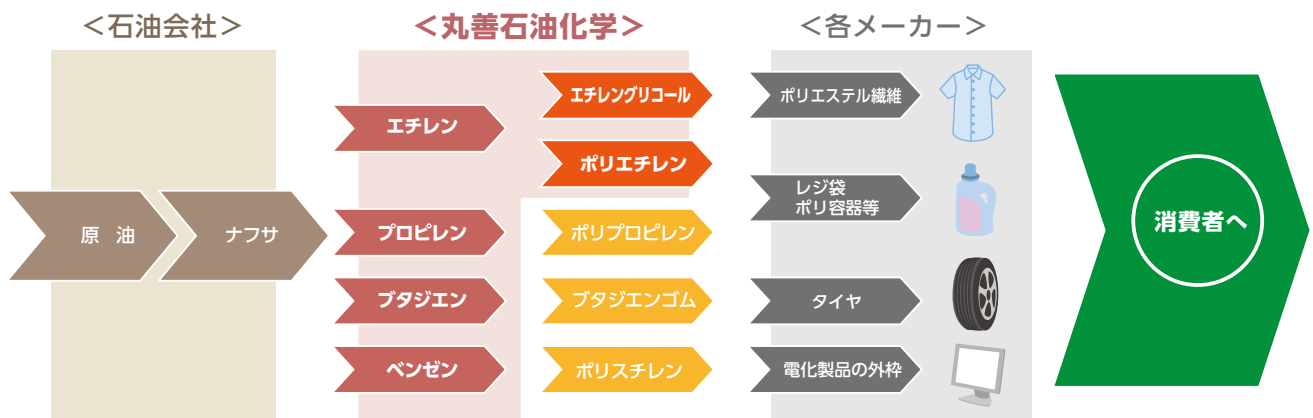 ＜石油会社＞
＜丸善石油化学＞
＜各メーカー＞
原　油
ナフサ
エチレン
エチレングリコール
ポリエチレン
プロピレン
ポリプロピレン
ブタジエン
ブタジエンゴム
ベンゼン
ポリスチレン
ポリエステル繊維
レジ袋
ポリ容器等
タイヤ
電化製品の外枠
消費者へ